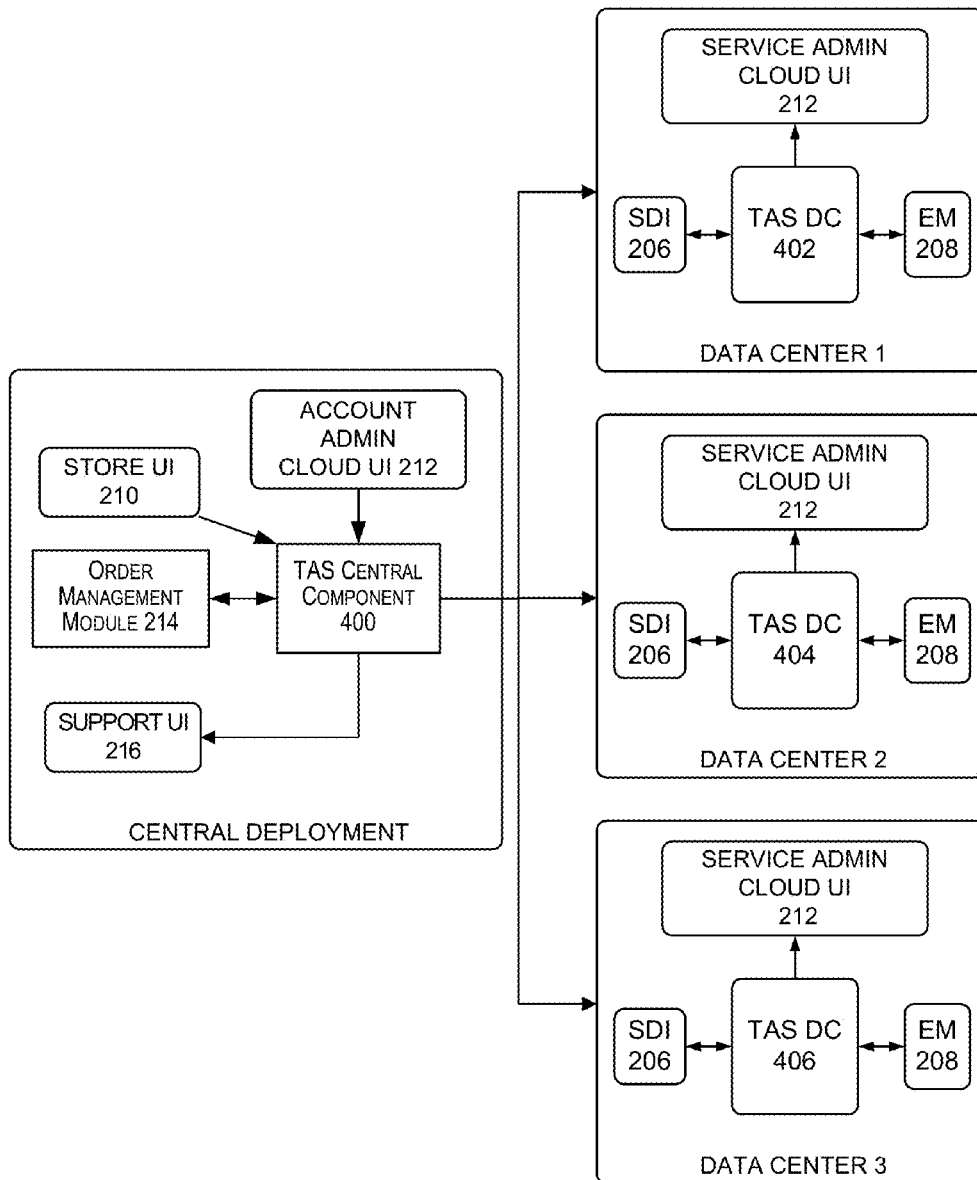 SERVICE ADMIN
CLOUD UI
212
SDI
206
TAS DC
402
EM
208
DATA CENTER 1
ACCOUNT
ADMIN
CLOUD UI 212
STORE UI
210
ORDER
MANAGEMENT
MODULE 214
TAS CENTRAL
COMPONENT
400
SUPPORT UI
216
CENTRAL DEPLOYMENT
SERVICE ADMIN
CLOUD UI
212
SDI
206
TAS DC
404
EM
208
DATA CENTER 2
SERVICE ADMIN
CLOUD UI
212
SDI
206
TAS DC
406
EM
208
DATA CENTER 3